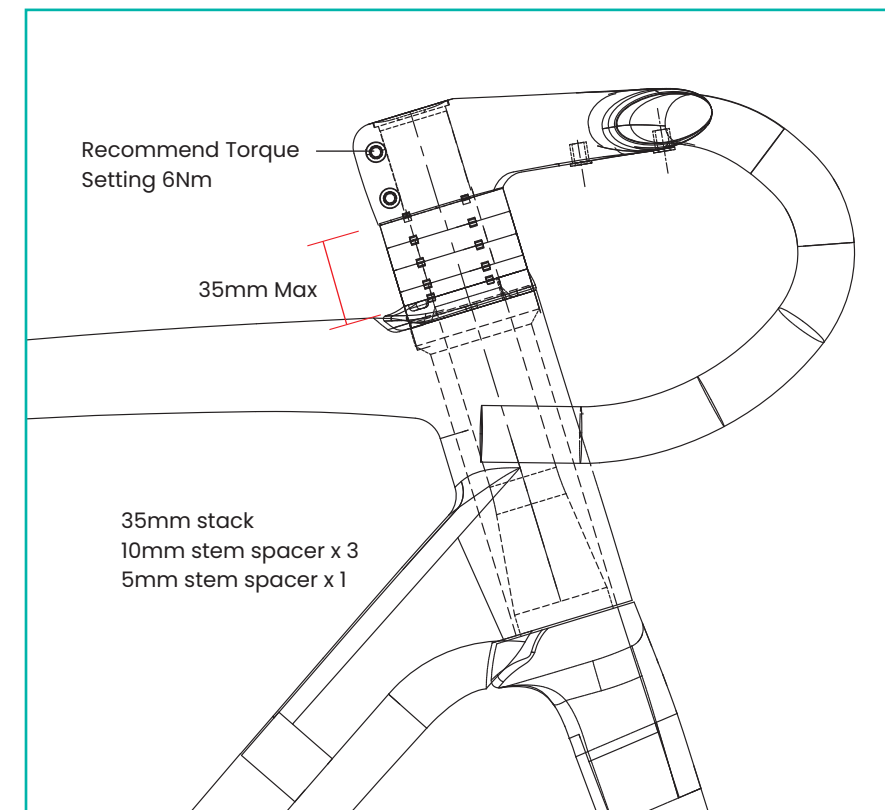 Recommend Torque
Setting 6Nm
35mm Max
35mm stack
10mm stem spacer x 3
5mm stem spacer x 1